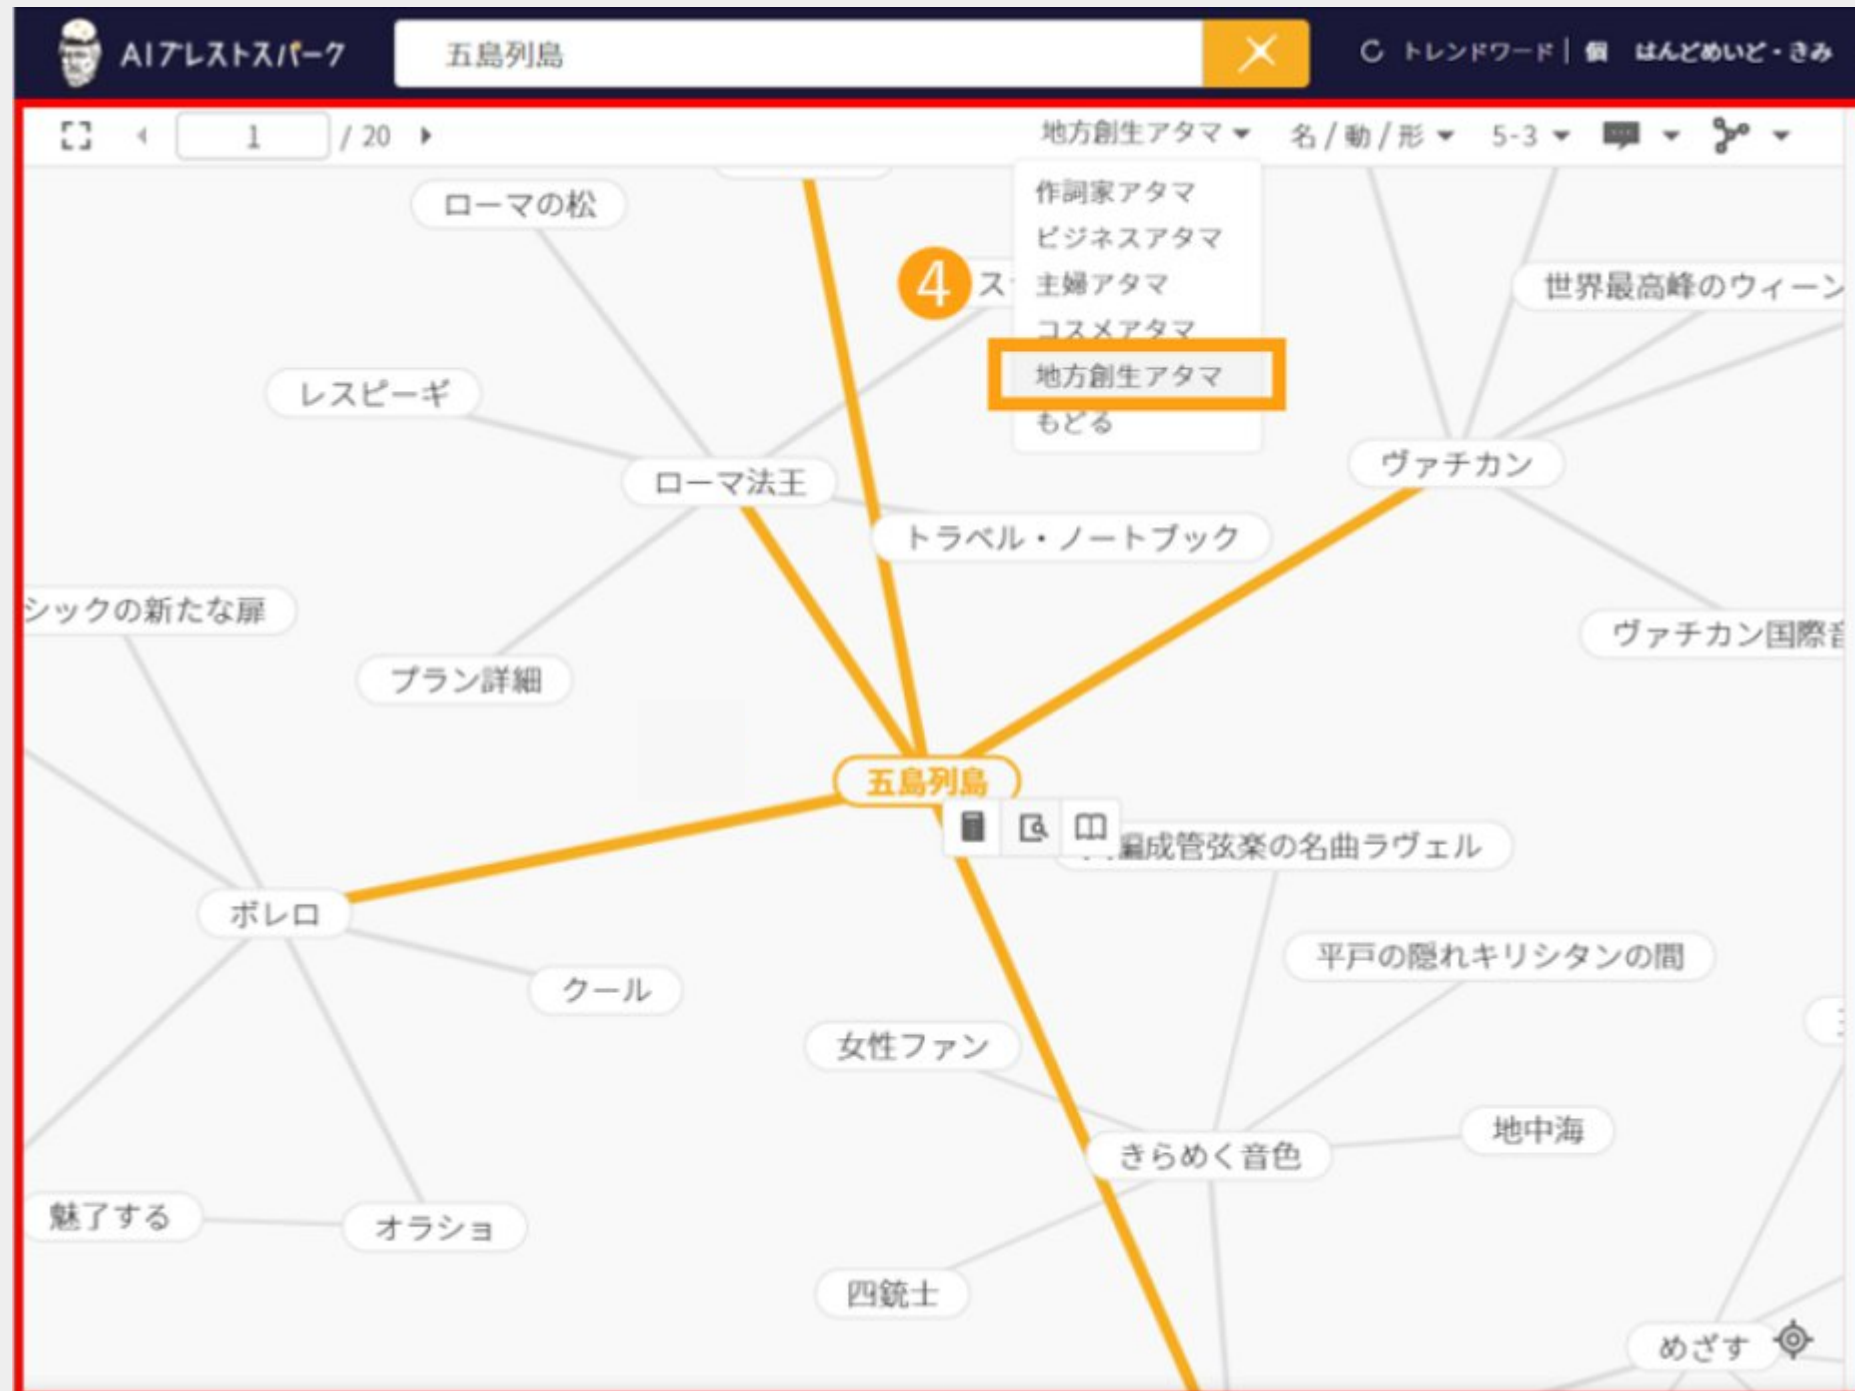 AIブレストスパーク
五島列島
トレンドワード | 個 はんどめいど・きみ
1 / 20
地方創生アタマ
名 / 動 / 形
5-3
作詞家アタマ
ビジネスアタマ
主婦アタマ
コスメアタマ
地方創生アタマ
もどる
ローマの松
4
ス
世界最高峰のウィーン
レスピーギ
ローマ法王
ヴァチカン
トラベル・ノートブック
シックの新たな扉
ヴァチカン国際音
プラン詳細
五島列島
編成管弦楽の名曲ラヴェル
ボレロ
平戸の隠れキリシタンの間
クール
女性ファン
地中海
きらめく音色
魅了する
オラショ
四銃士
めざす